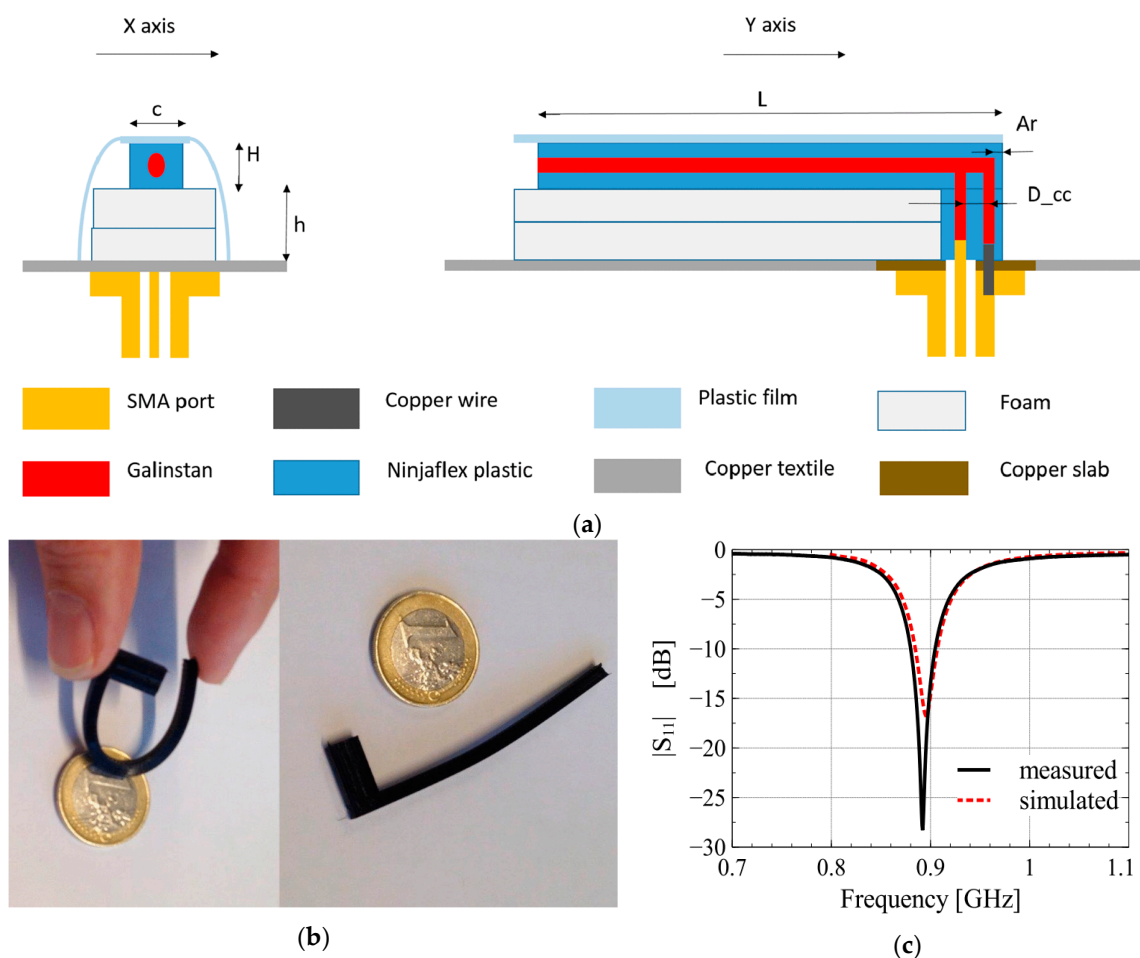 X axis
Y axis
c
H
h
L
Ar
D_cc
SMA port
Copper wire
Plastic film
Foam
Galinstan
Ninjaflex plastic
Copper textile
Copper slab
(a)
(b)
0
−5
−10
−15
−20
−25
−30
|S₁₁| [dB]
measured
simulated
0.7 0.8 0.9 1 1.1
Frequency [GHz]
(c)